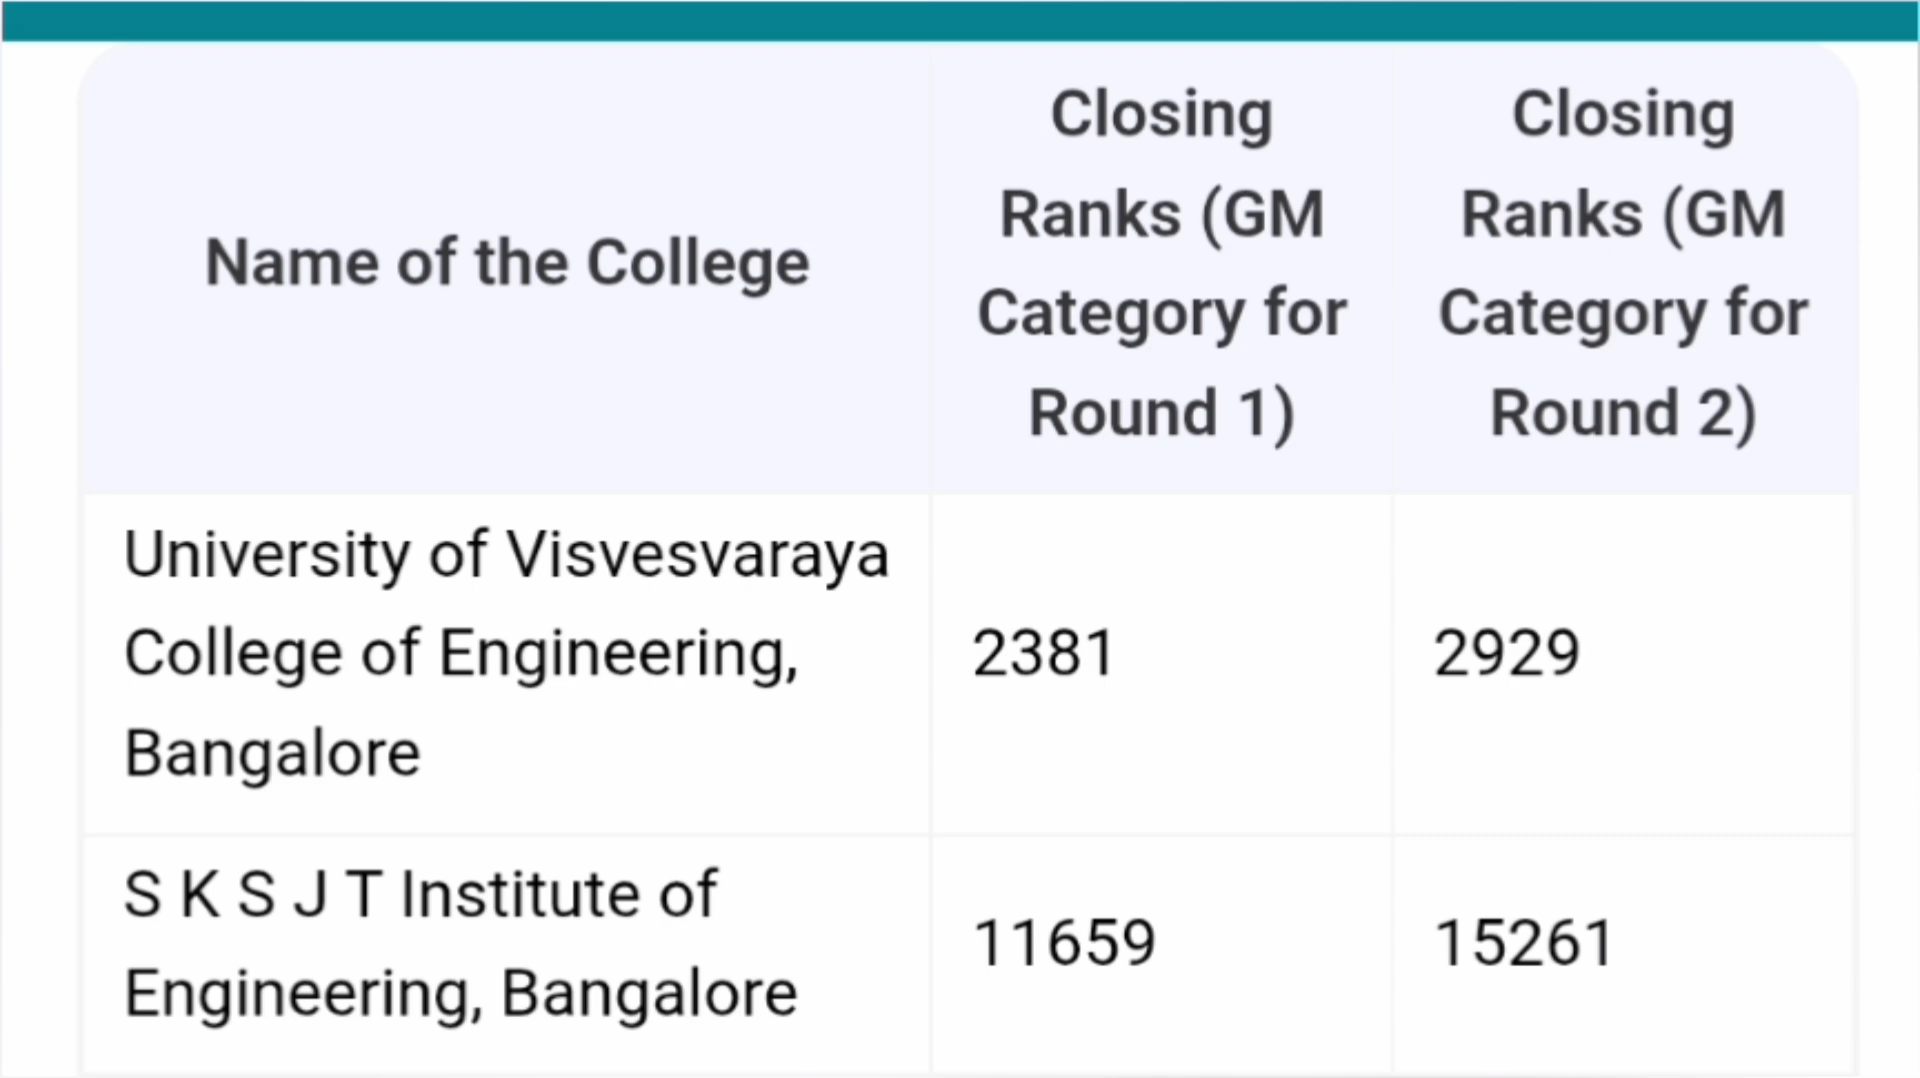 Name of the College
Closing
Ranks (GM
Category for
Round 1)
Closing
Ranks (GM
Category for
Round 2)
University of Visvesvaraya
College of Engineering,
Bangalore
2381
2929
S K S J T Institute of
Engineering, Bangalore
11659
15261